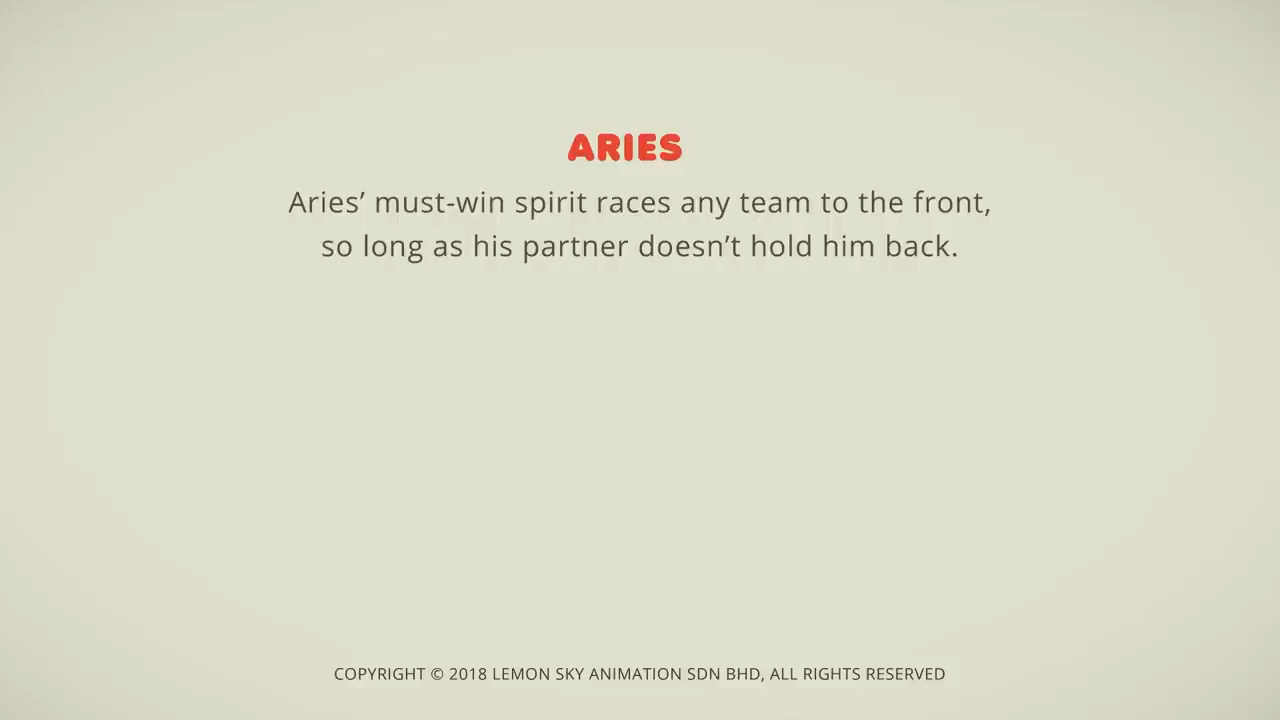 ARIES
Aries’ must-win spirit races any team to the front,
so long as his partner doesn’t hold him back.
COPYRIGHT © 2018 LEMON SKY ANIMATION SDN BHD, ALL RIGHTS RESERVED